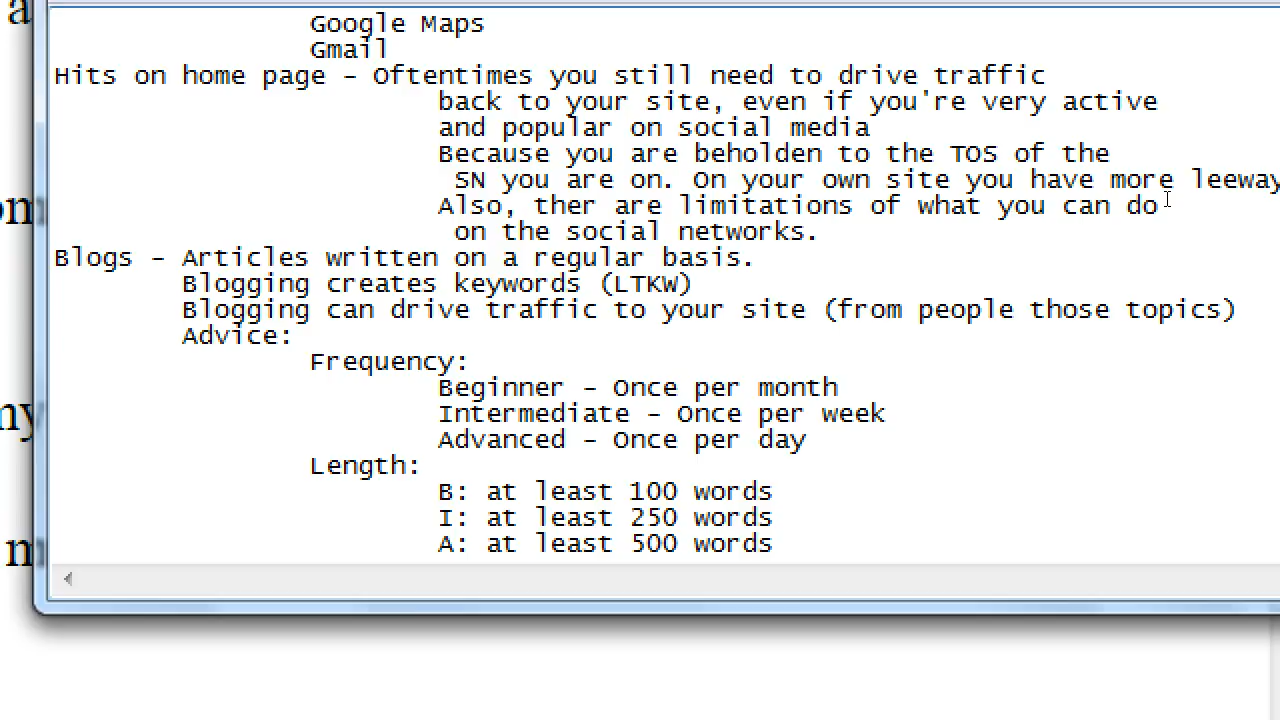 Google Maps
Gmail
Hits on home page - Oftentimes you still need to drive traffic
back to your site, even if you're very active
and popular on social media
Because you are beholden to the TOS of the
SN you are on. On your own site you have more leeway
Also, ther are limitations of what you can do
on the social networks.
Blogs - Articles written on a regular basis.
Blogging creates keywords (LTKW)
Blogging can drive traffic to your site (from people those topics)
Advice:
Frequency:
Beginner - Once per month
Intermediate - Once per week
Advanced - Once per day
Length:
B: at least 100 words
I: at least 250 words
A: at least 500 words